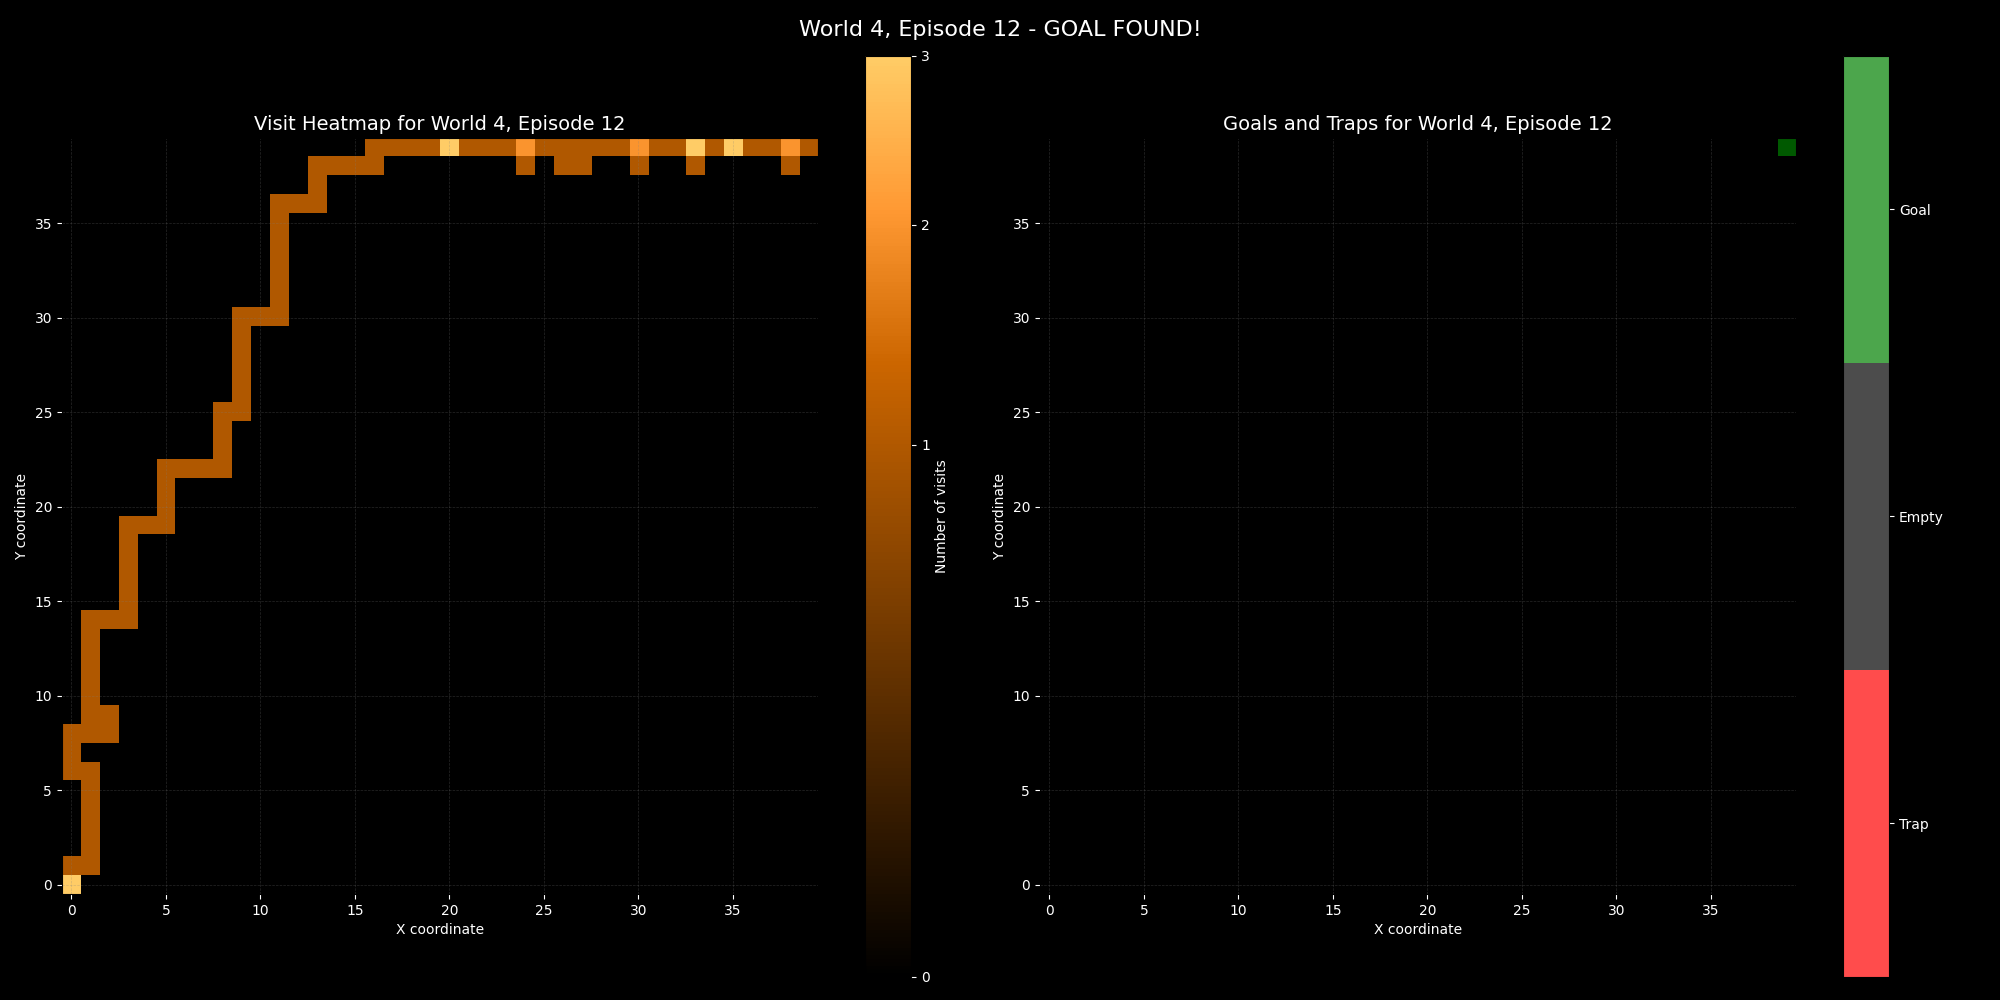 World 4, Episode 12 - GOAL FOUND!
Visit Heatmap for World 4, Episode 12
35
30
25
20
15
10
5
0
Y coordinate
0 5 10 15 20 25 30 35
X coordinate
3
2
1
0
Number of visits
Goals and Traps for World 4, Episode 12
35
30
25
20
15
10
5
0
Y coordinate
0 5 10 15 20 25 30 35
X coordinate
Goal
Empty
Trap